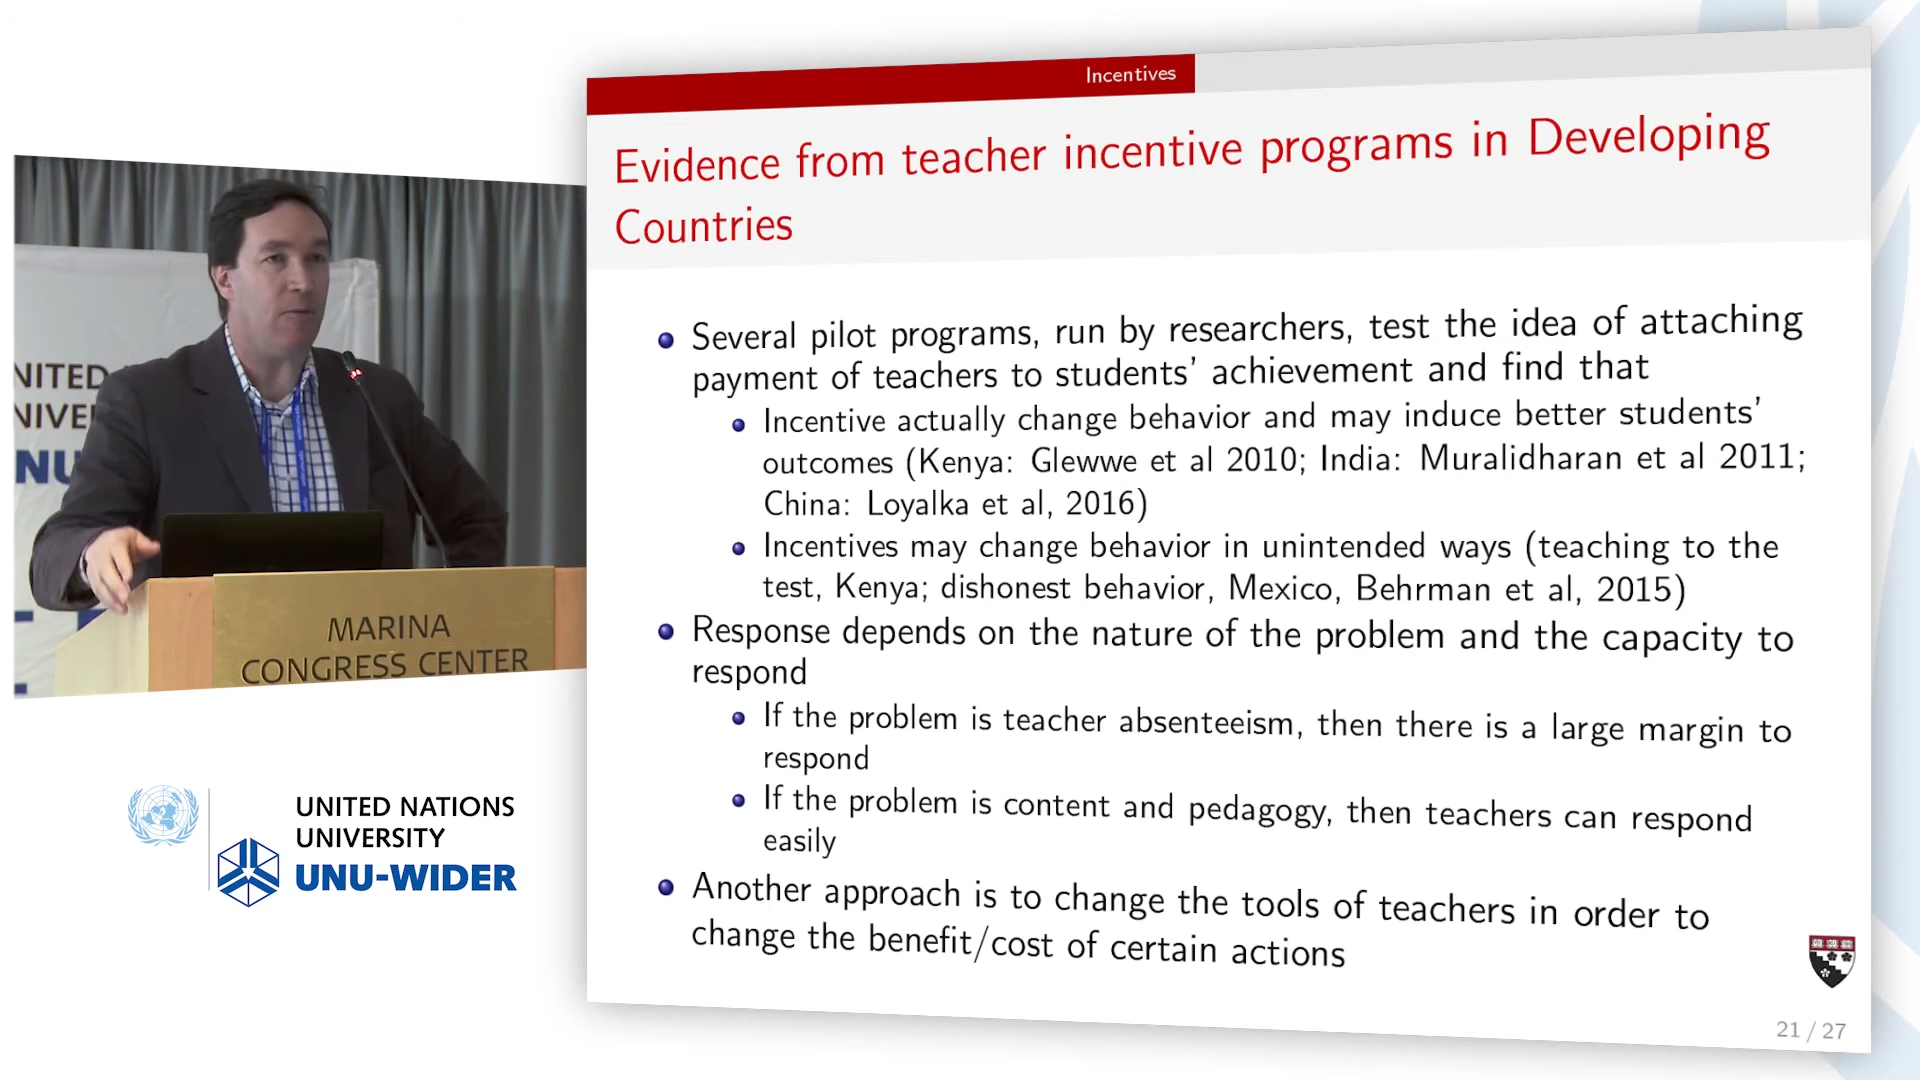 Incentives
Evidence from teacher incentive programs in Developing
Countries
Several pilot programs, run by researchers, test the idea of attaching
payment of teachers to students' achievement and find that
Incentive actually change behavior and may induce better students'
outcomes (Kenya: Glewwe et al 2010; India: Muralidharan et al 2011;
China: Loyalka et al, 2016)
Incentives may change behavior in unintended ways (teaching to the
test, Kenya; dishonest behavior, Mexico, Behrman et al, 2015)
Response depends on the nature of the problem and the capacity to
respond
If the problem is teacher absenteeism, then there is a large margin to
respond
If the problem is content and pedagogy, then teachers can respond
easily
Another approach is to change the tools of teachers in order to
change the benefit/cost of certain actions
21 / 27
NITED
NIVE
NU
MARINA
CONGRESS CENTER
UNITED NATIONS
UNIVERSITY
UNU-WIDER